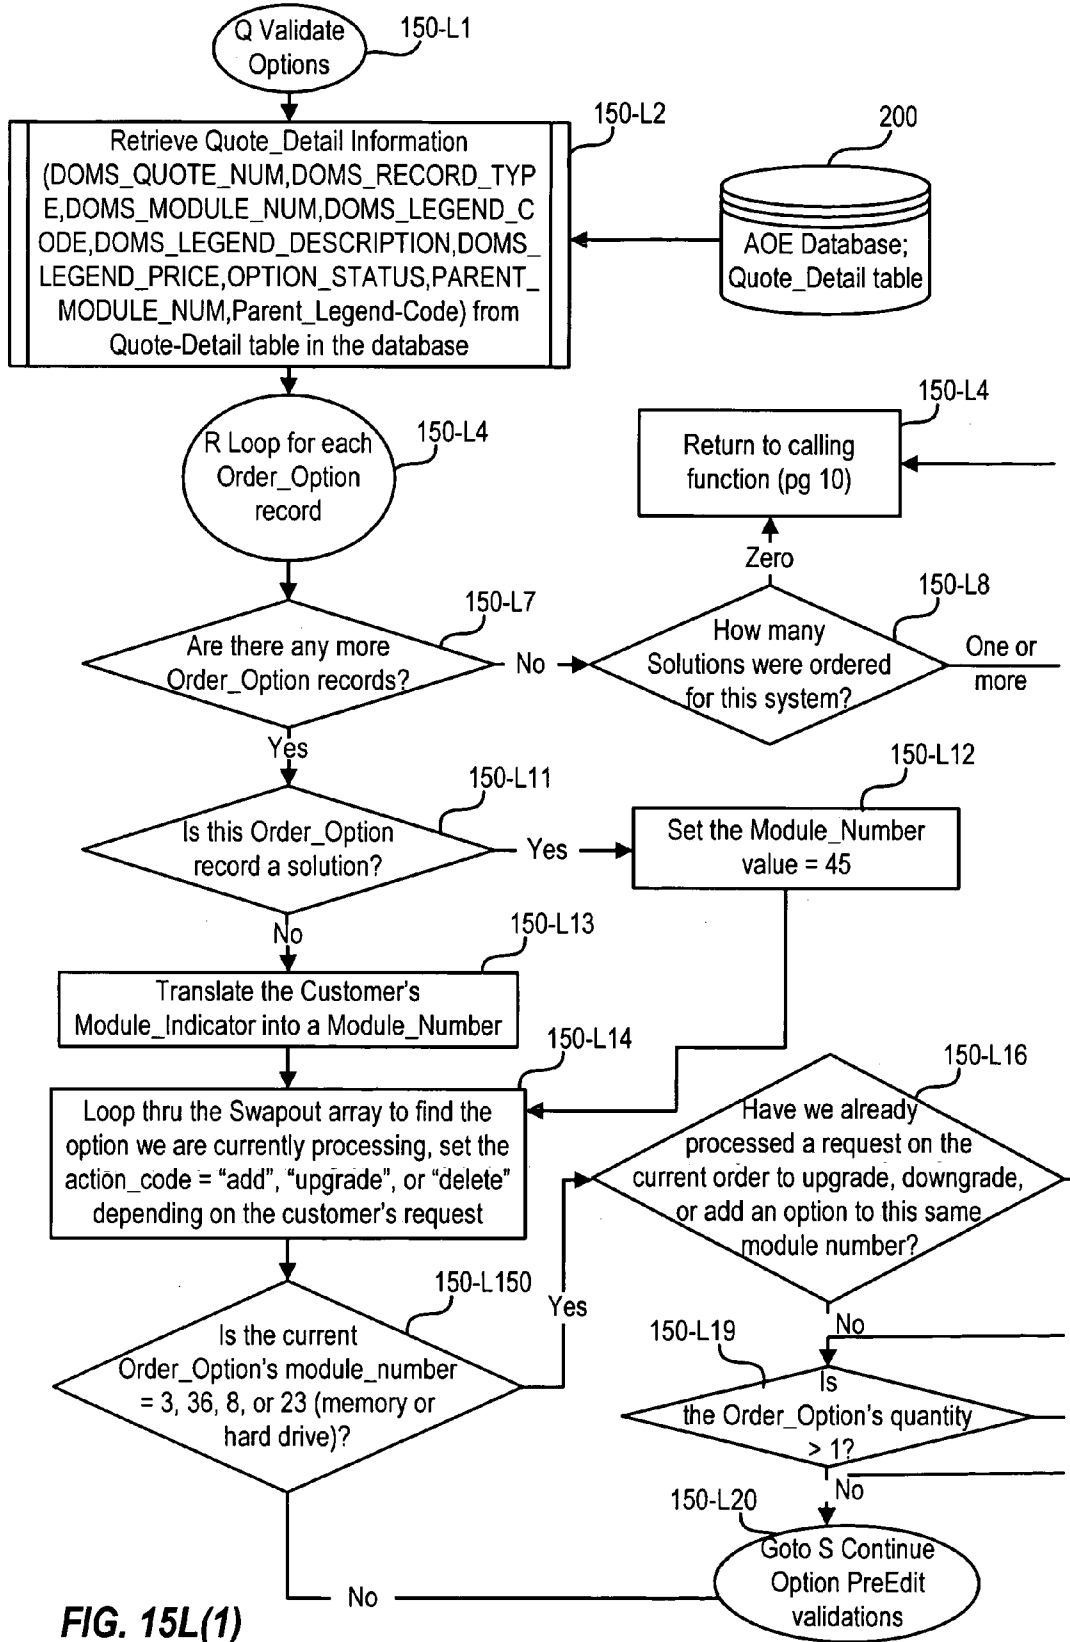 Q Validate
Options
150-L1
150-L2
Retrieve Quote_Detail Information
(DOMS_QUOTE_NUM,DOMS_RECORD_TYP
E,DOMS_MODULE_NUM,DOMS_LEGEND_C
ODE,DOMS_LEGEND_DESCRIPTION,DOMS_
LEGEND_PRICE,OPTION_STATUS,PARENT_
MODULE_NUM,Parent_Legend-Code) from
Quote-Detail table in the database
200
AOE Database;
Quote_Detail table
R Loop for each
Order_Option
record
150-L4
150-L4
Return to calling
function (pg 10)
Zero
150-L7
Are there any more
Order_Option records?
No
150-L8
How many
Solutions were ordered
for this system?
One or
more
Yes
150-L11
Is this Order_Option
record a solution?
Yes
150-L12
Set the Module_Number
value = 45
No
150-L13
Translate the Customer's
Module_Indicator into a Module_Number
150-L14
Loop thru the Swapout array to find the
option we are currently processing, set the
action_code = “add”, “upgrade”, or “delete”
depending on the customer's request
150-L16
Have we already
processed a request on the
current order to upgrade, downgrade,
or add an option to this same
module number?
150-L150
Is the current
Order_Option's module_number
= 3, 36, 8, or 23 (memory or
hard drive)?
Yes
No
150-L19
Is
the Order_Option's quantity
> 1?
No
150-L20
Goto S Continue
Option PreEdit
validations
No
FIG. 15L(1)